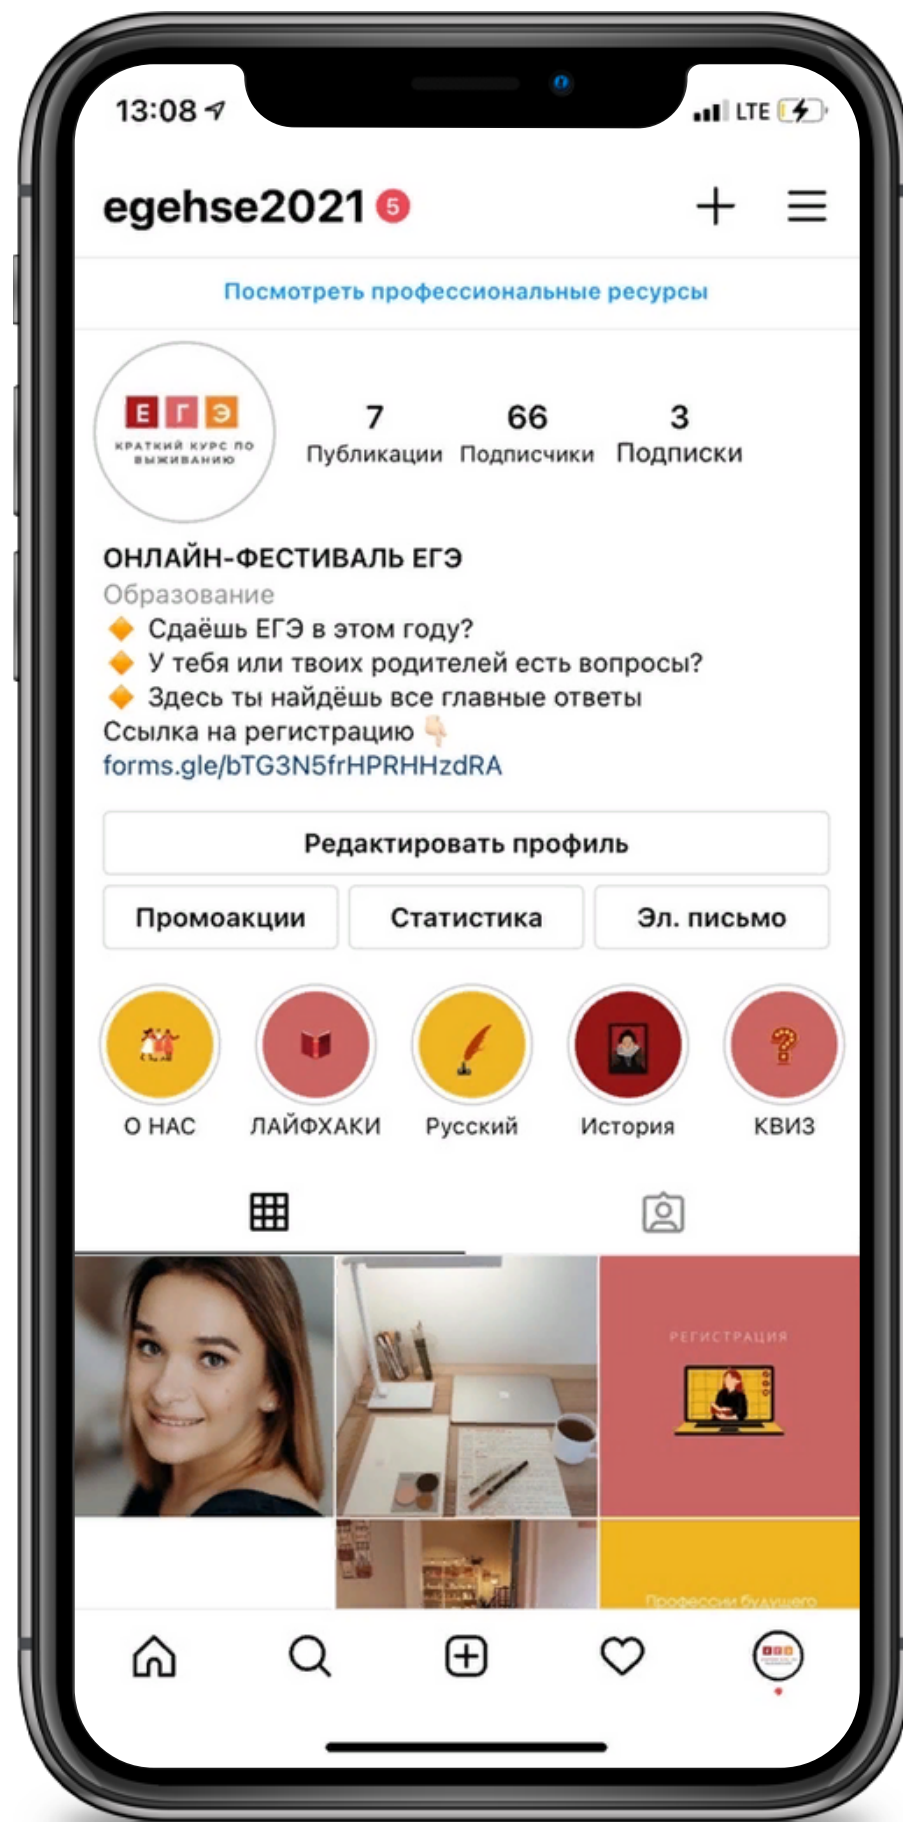 13:08
LTE
egehse2021 5
Посмотреть профессиональные ресурсы
ЕГЭ
КРАТКИЙ КУРС ПО
ВЫЖИВАНИЮ
7 66 3
Публикации Подписчики Подписки
ОНЛАЙН-ФЕСТИВАЛЬ ЕГЭ
Образование
Сдаёшь ЕГЭ в этом году?
У тебя или твоих родителей есть вопросы?
Здесь ты найдёшь все главные ответы
Ссылка на регистрацию
forms.gle/bTG3N5frHPRHHzdRA
Редактировать профиль
Промоакции Статистика Эл. письмо
О НАС ЛАЙФХАКИ Русский История КВИЗ
РЕГИСТРАЦИЯ
Профессии будущего
ЕГЭ